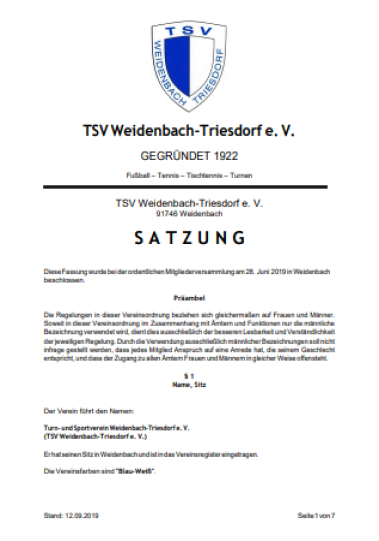 TSV
WEIDENBACH TRIESDORF
TSV Weidenbach-Triesdorf e. V.
GEGRÜNDET 1922
Fußball – Tennis – Tischtennis – Turnen
TSV Weidenbach-Triesdorf e. V.
91746 Weidenbach
SATZUNG
Diese Fassung wurde bei der ordentlichen Mitgliederversammlung am 28. Juni 2019 in Weidenbach
beschlossen.
Präambel
Die Regelungen in dieser Vereinsordnung beziehen sich gleichermaßen auf Frauen und Männer.
Soweit in dieser Vereinsordnung im Zusammenhang mit Ämtern und Funktionen nur die männliche
Bezeichnung verwendet wird, dient dies ausschließlich der besseren Lesbarkeit und Verständlichkeit
der jeweiligen Regelung. Durch die Verwendung ausschließlich männlicher Bezeichnungen soll nicht
infrage gestellt werden, dass jedes Mitglied Anspruch auf eine Anrede hat, die seinem Geschlecht
entspricht, und dass der Zugang zu allen Ämtern Frauen und Männern in gleicher Weise offensteht.
§ 1
Name, Sitz
Der Verein führt den Namen:
Turn- und Sportverein Weidenbach-Triesdorf e. V.
(TSV Weidenbach-Triesdorf e. V.)
Er hat seinen Sitz in Weidenbach und ist in das Vereinsregister eingetragen.
Die Vereinsfarben sind "Blau-Weiß".
Stand: 12.09.2019
Seite 1 von 7